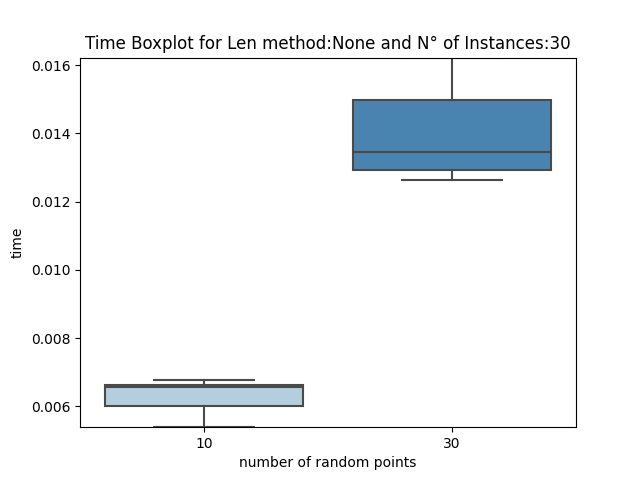 Time Boxplot for Len method:None and N° of Instances:30
0.016
0.014
0.012
0.010
0.008
0.006
time
10 30
number of random points